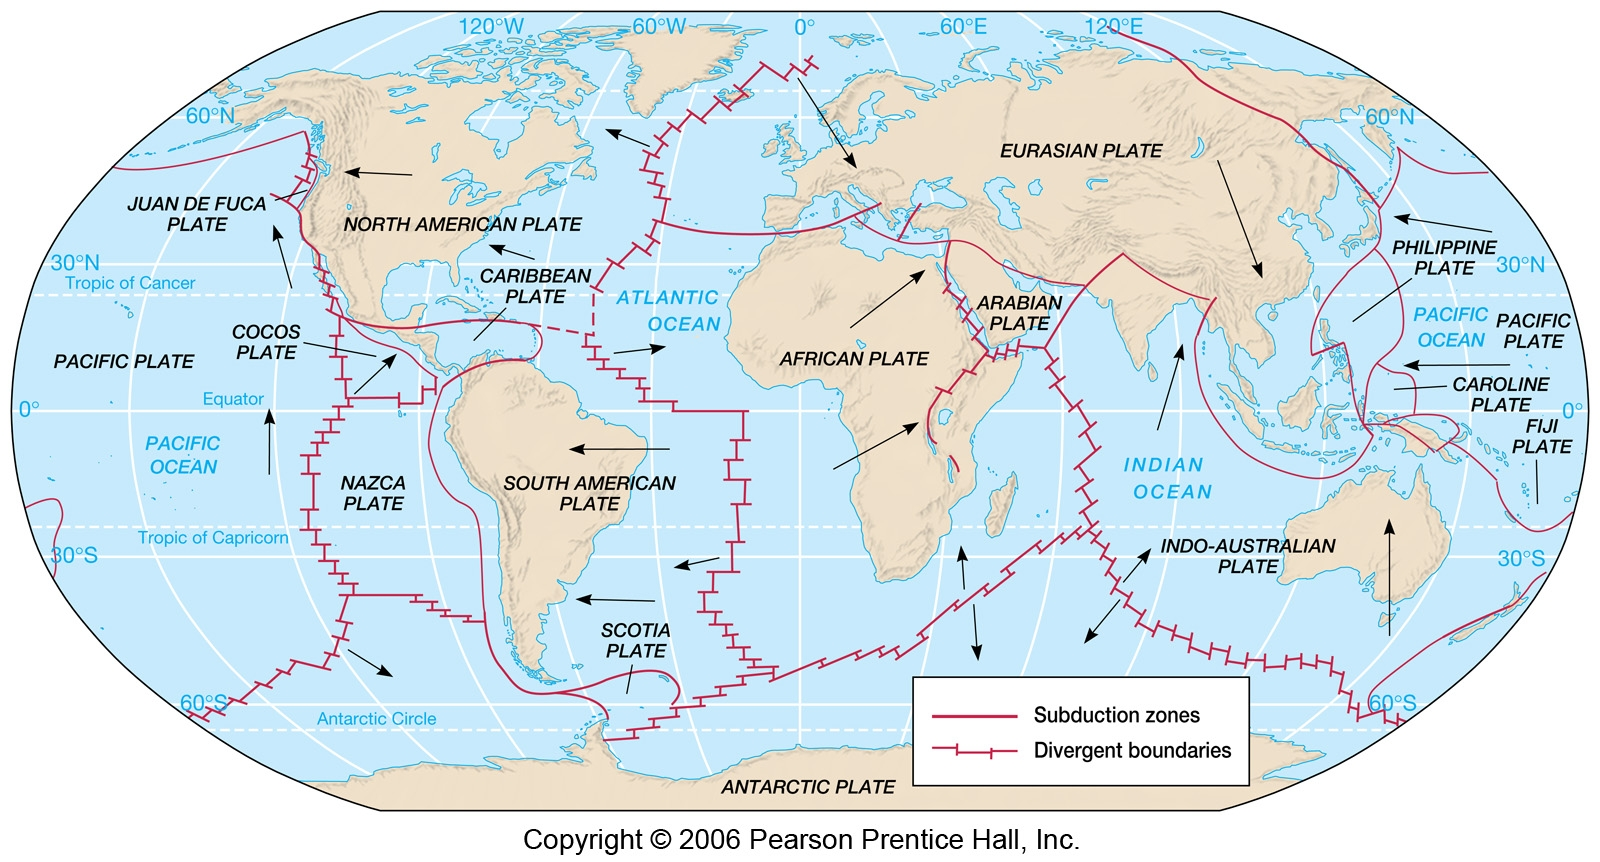 120°W
60°W
0°
60°E
120°E
60°N
60°N
EURASIAN PLATE
JUAN DE FUCA
PLATE
NORTH AMERICAN PLATE
PHILIPPINE
PLATE
30°N
30°N
Tropic of Cancer
CARIBBEAN
PLATE
ATLANTIC
OCEAN
ARABIAN
PLATE
PACIFIC
OCEAN
PACIFIC
PLATE
COCOS
PLATE
PACIFIC PLATE
AFRICAN PLATE
CAROLINE
PLATE
Equator
0°
0°
FIJI
PLATE
PACIFIC
OCEAN
NAZCA
PLATE
SOUTH AMERICAN
PLATE
INDIAN
OCEAN
Tropic of Capricorn
INDO-AUSTRALIAN
PLATE
30°S
30°S
SCOTIA
PLATE
60°S
60°S
Antarctic Circle
Subduction zones
Divergent boundaries
ANTARCTIC PLATE
Copyright © 2006 Pearson Prentice Hall, Inc.